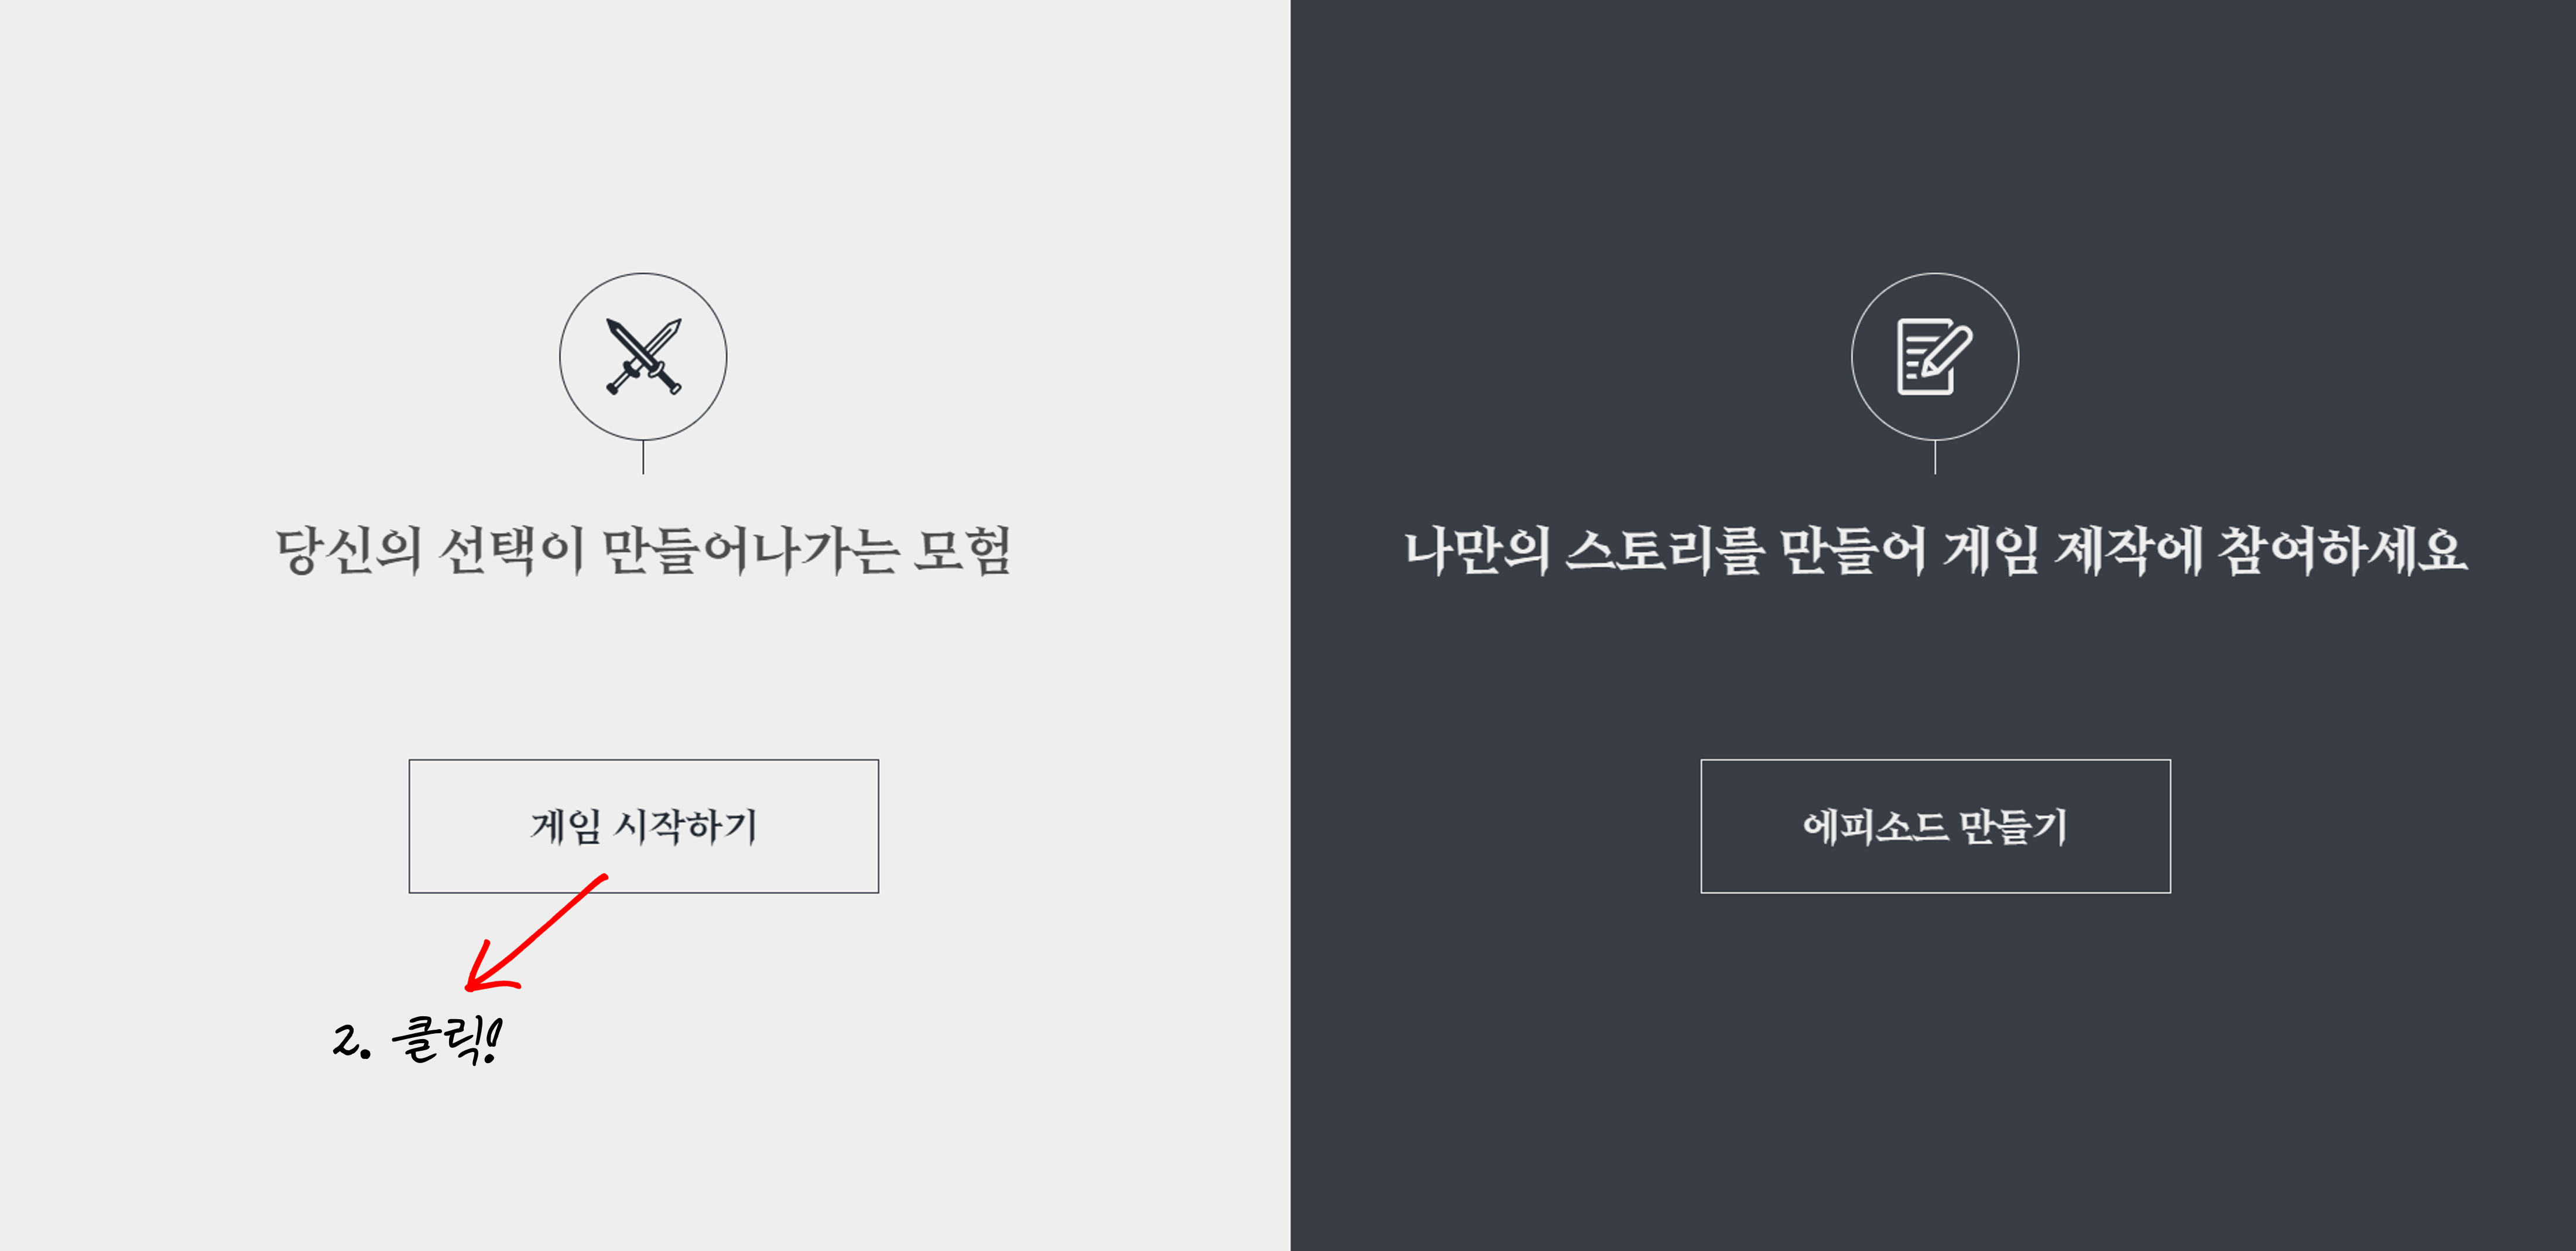 당신의 선택이 만들어나가는 모험
게임 시작하기
2. 클릭!
나만의 스토리를 만들어 게임 제작에 참여하세요
에피소드 만들기